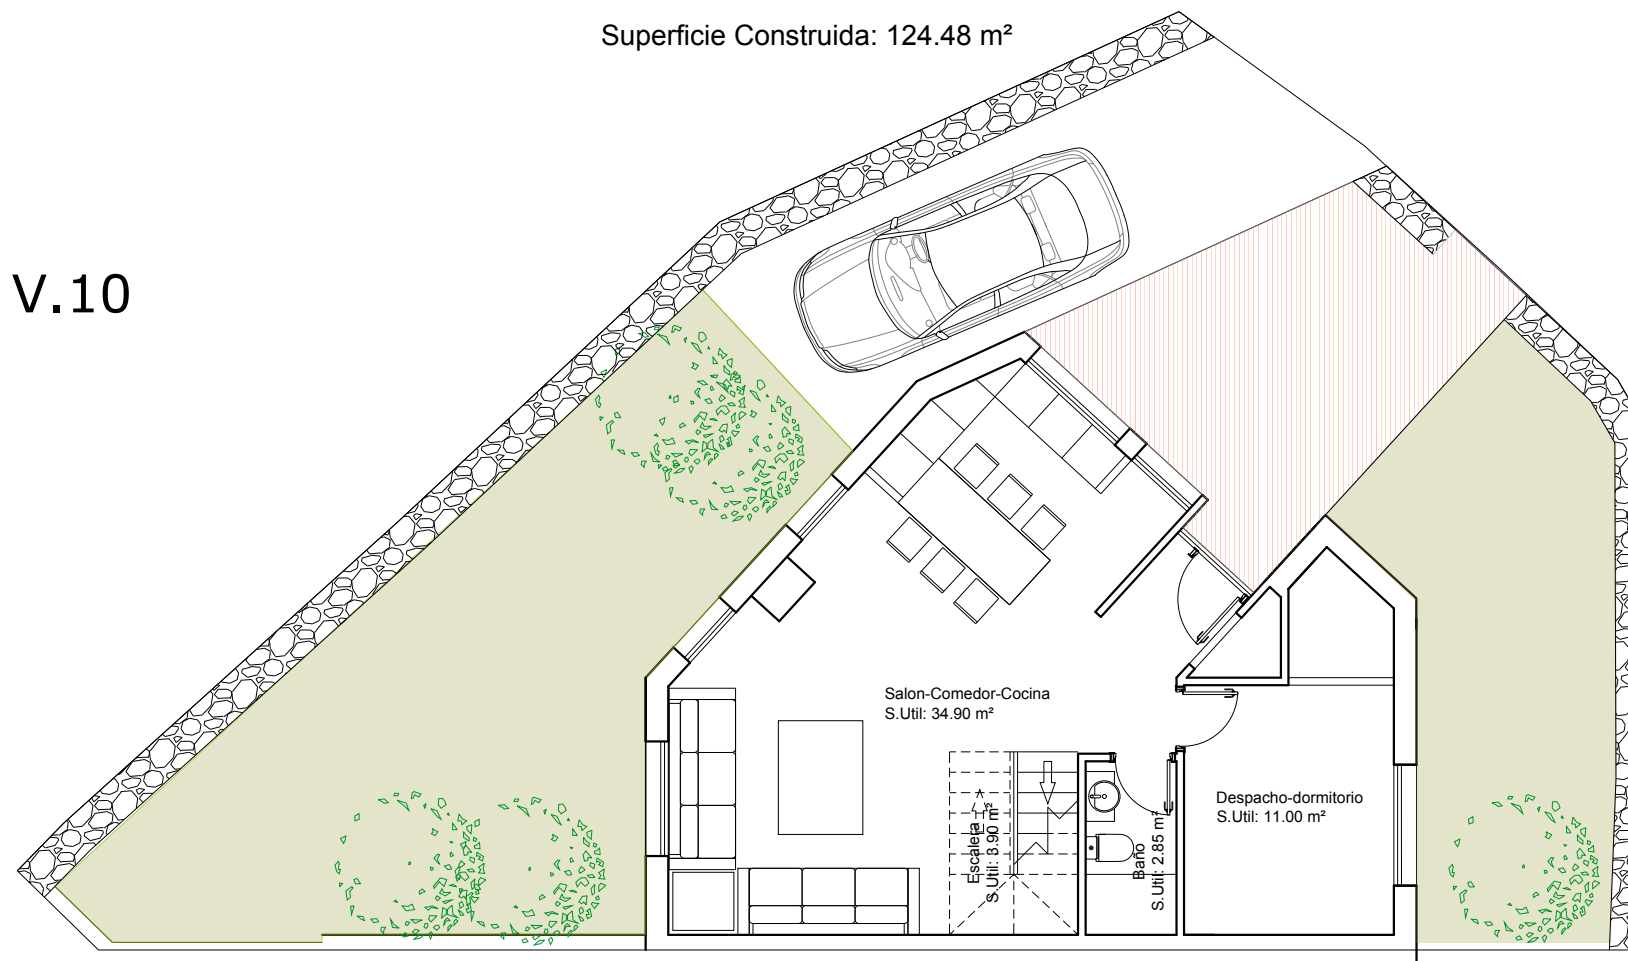 Superficie Construida: 124.48 m²
V.10
Salon-Comedor-Cocina
S.Util: 34.90 m²
Escalera
S.Util: 3.90 m²
Baño
S.Util: 2.85 m²
Despacho-dormitorio
S.Util: 11.00 m²